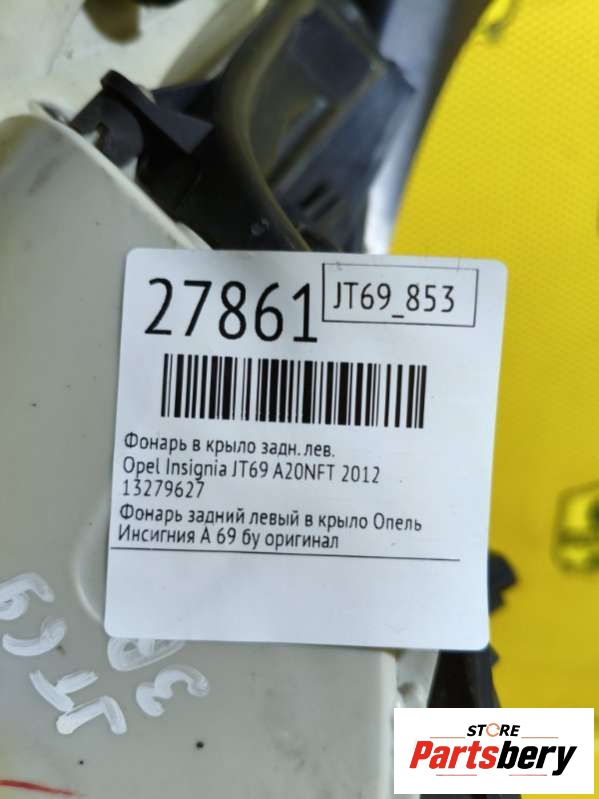 27861
JT69_853
Фонарь в крыло задн. лев.
Opel Insignia JT69 A20NFT 2012
13279627
Фонарь задний левый в крыло Опель
Инсигния А 69 бу оригинал
JT69
STORE
Partsbery